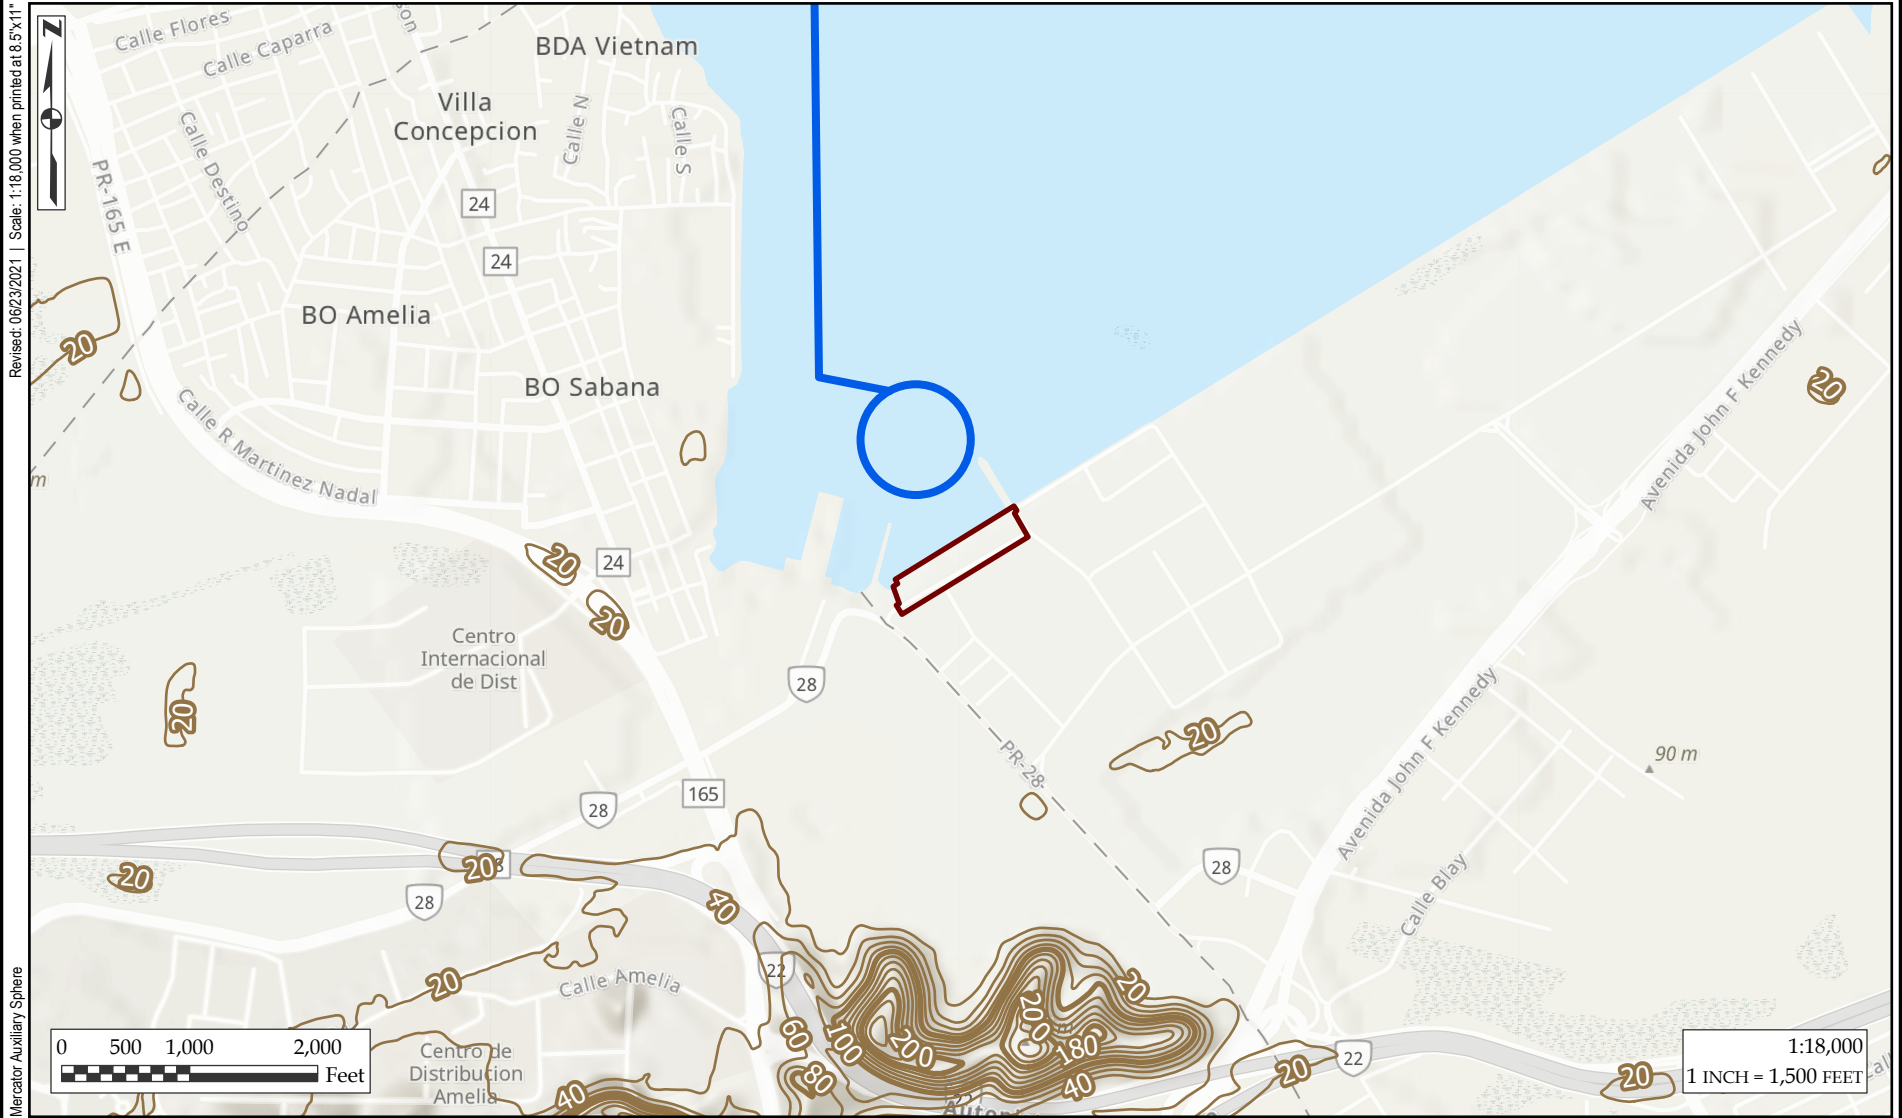 Revised: 06/23/2021 | Scale: 1:18,000 when printed at 8.5"x11"
Mercator Auxiliary Sphere
Z
Calle Flores
Calle Caparra
son
BDA Vietnam
Villa
Concepcion
Calle N
Calle S
Calle Destino
PR-165 E
24
24
BO Amelia
20
BO Sabana
Calle R Martinez Nadal
m
20
24
20
Centro
Internacional
de Dist
20
28
165
28
20
20
28
40
20
22
Calle Amelia
60
100
200
80
40
Centro de
Distribucion
Amelia
PR-28
20
28
Avenida John F Kennedy
Avenida John F Kennedy
20
90 m
Calle Blay
20
200
180
40
20
22
20
0 500 1,000 2,000
Feet
1:18,000
1 INCH = 1,500 FEET